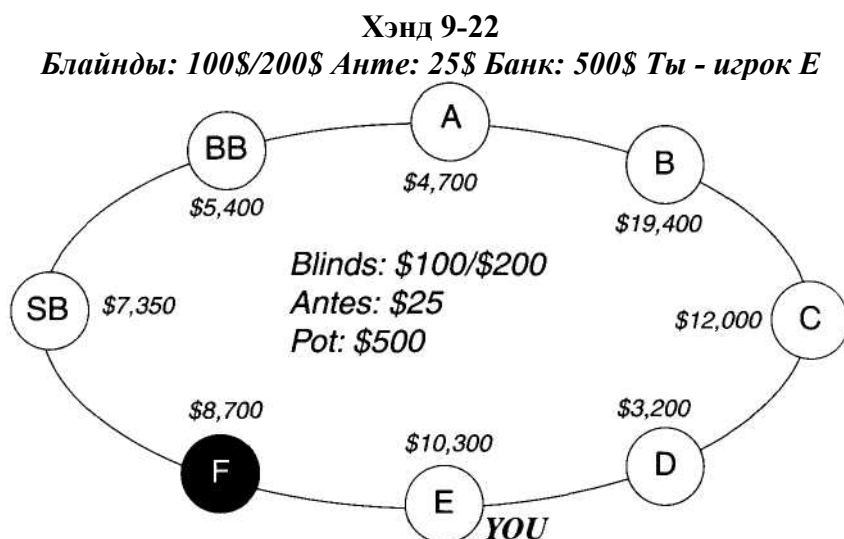 Хэнд 9-22
Блайнды: 100$/200$ Анте: 25$ Банк: 500$ Ты - игрок E
A
BB
B
$4,700
$5,400
$19,400
Blinds: $100/$200
SB $7,350
Antes: $25
$12,000 C
Pot: $500
$8,700
$3,200
$10,300
F
D
E
YOU